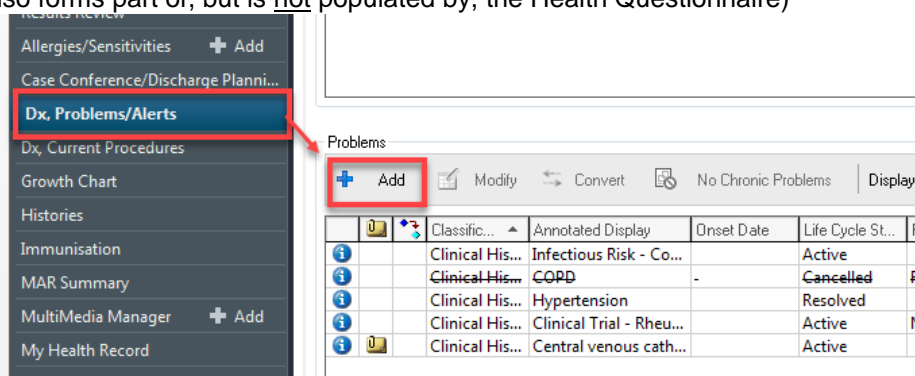 also forms part of, but is not populated by, the Health Questionnaire)
Results Review
Allergies/Sensitivities + Add
Case Conference/Discharge Planni...
Dx, Problems/Alerts
Dx, Current Procedures
Growth Chart
Histories
Immunisation
MAR Summary
MultiMedia Manager + Add
My Health Record
Problems
Add Modify Convert No Chronic Problems Display
Classific... Annotated Display Onset Date Life Cycle St...
Clinical His... Infectious Risk - Co... Active
Clinical His... COPD - Cancelled
Clinical His... Hypertension Resolved
Clinical His... Clinical Trial - Rheu... Active
Clinical His... Central venous cath... Active